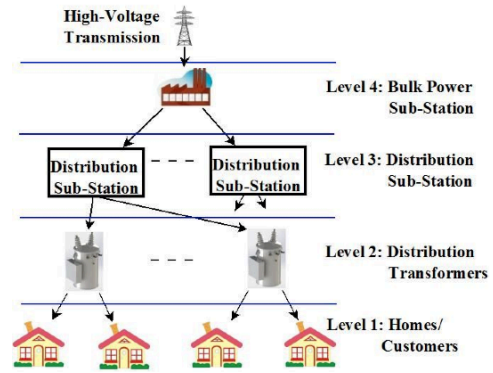 High-Voltage
Transmission
Level 4: Bulk Power
Sub-Station
Distribution
Sub-Station
Distribution
Sub-Station
Level 3: Distribution
Sub-Station
Level 2: Distribution
Transformers
Level 1: Homes/
Customers